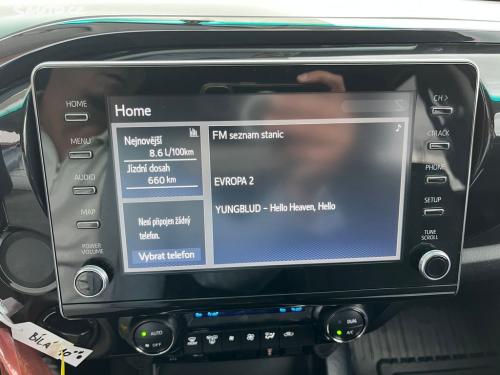 HOME
MENU
AUDIO
MAP
POWER
VOLUME
Home
Nejnovější
8.6 L/100km
Jízdní dosah
660 km
Není připojen žádný
telefon.
Vybrat telefon
FM seznam stanic
EVROPA 2
YUNGBLUD – Hello Heaven, Hello
CH >
< TRACK
PHONE
SETUP
TUNE
SCROLL
AUTO
OFF
DUAL
A/C